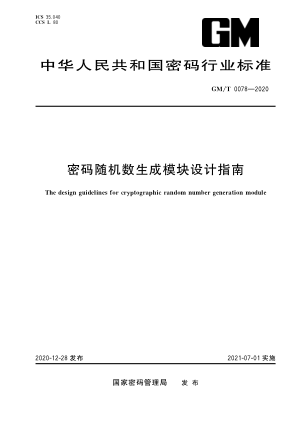 ICS 35.040
CCS L 80
GM
中华人民共和国密码行业标准
GM/T 0078—2020
密码随机数生成模块设计指南
The design guidelines for cryptographic random number generation module
2020-12-28 发布
2021-07-01 实施
国家密码管理局 发布